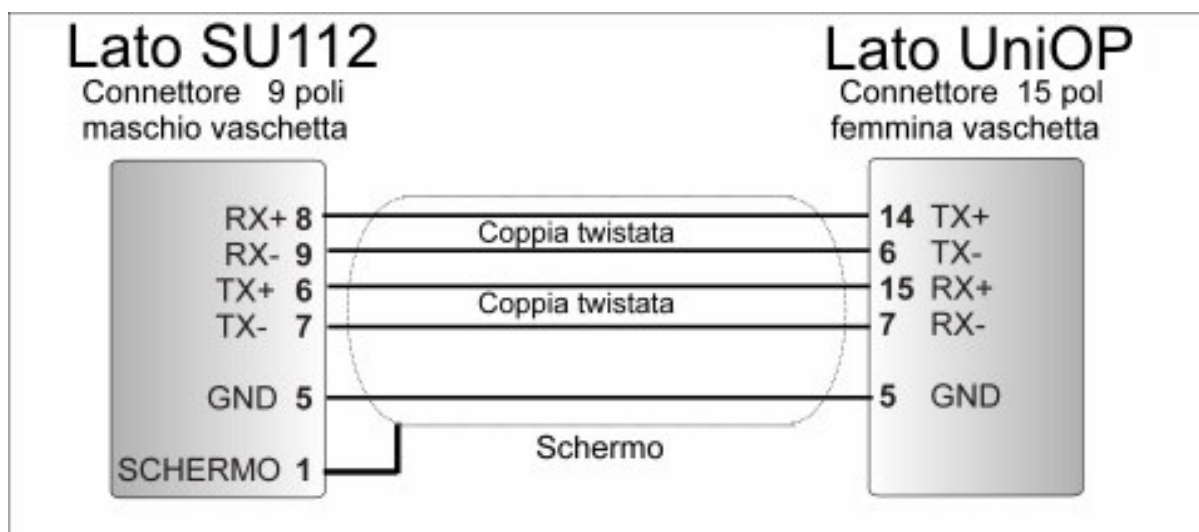 Lato SU112
Connettore 9 poli
maschio vaschetta
Lato UniOP
Connettore 15 pol
femmina vaschetta
RX+ 8
RX- 9
TX+ 6
TX- 7
GND 5
SCHERMO 1
Coppia twistata
Coppia twistata
Schermo
14 TX+
6 TX-
15 RX+
7 RX-
5 GND